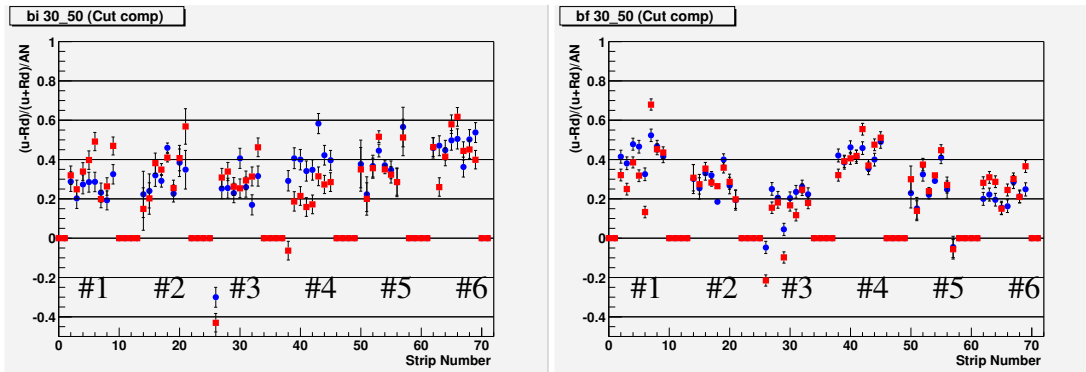 bi 30_50 (Cut comp)
(u-Rd)/(u+Rd)/AN
1
0.8
0.6
0.4
0.2
0
-0.2
-0.4
#1 #2 #3 #4 #5 #6
0 10 20 30 40 50 60 70
Strip Number
bf 30_50 (Cut comp)
(u-Rd)/(u+Rd)/AN
1
0.8
0.6
0.4
0.2
0
-0.2
-0.4
#1 #2 #3 #4 #5 #6
0 10 20 30 40 50 60 70
Strip Number